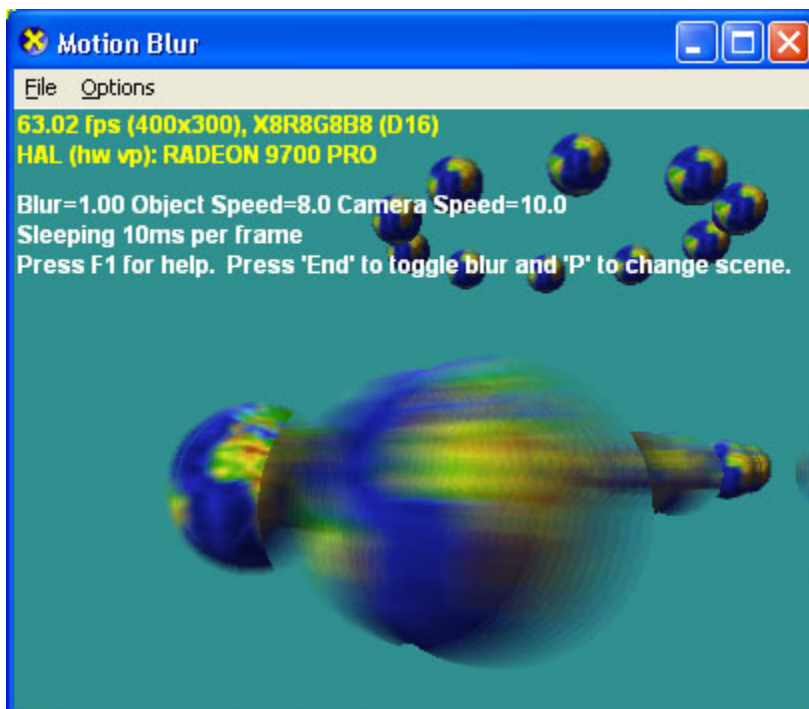 Motion Blur
File Options
63.02 fps (400x300), X8R8G8B8 (D16)
HAL (hw vp): RADEON 9700 PRO
Blur=1.00 Object Speed=8.0 Camera Speed=10.0
Sleeping 10ms per frame
Press F1 for help.  Press 'End' to toggle blur and 'P' to change scene.